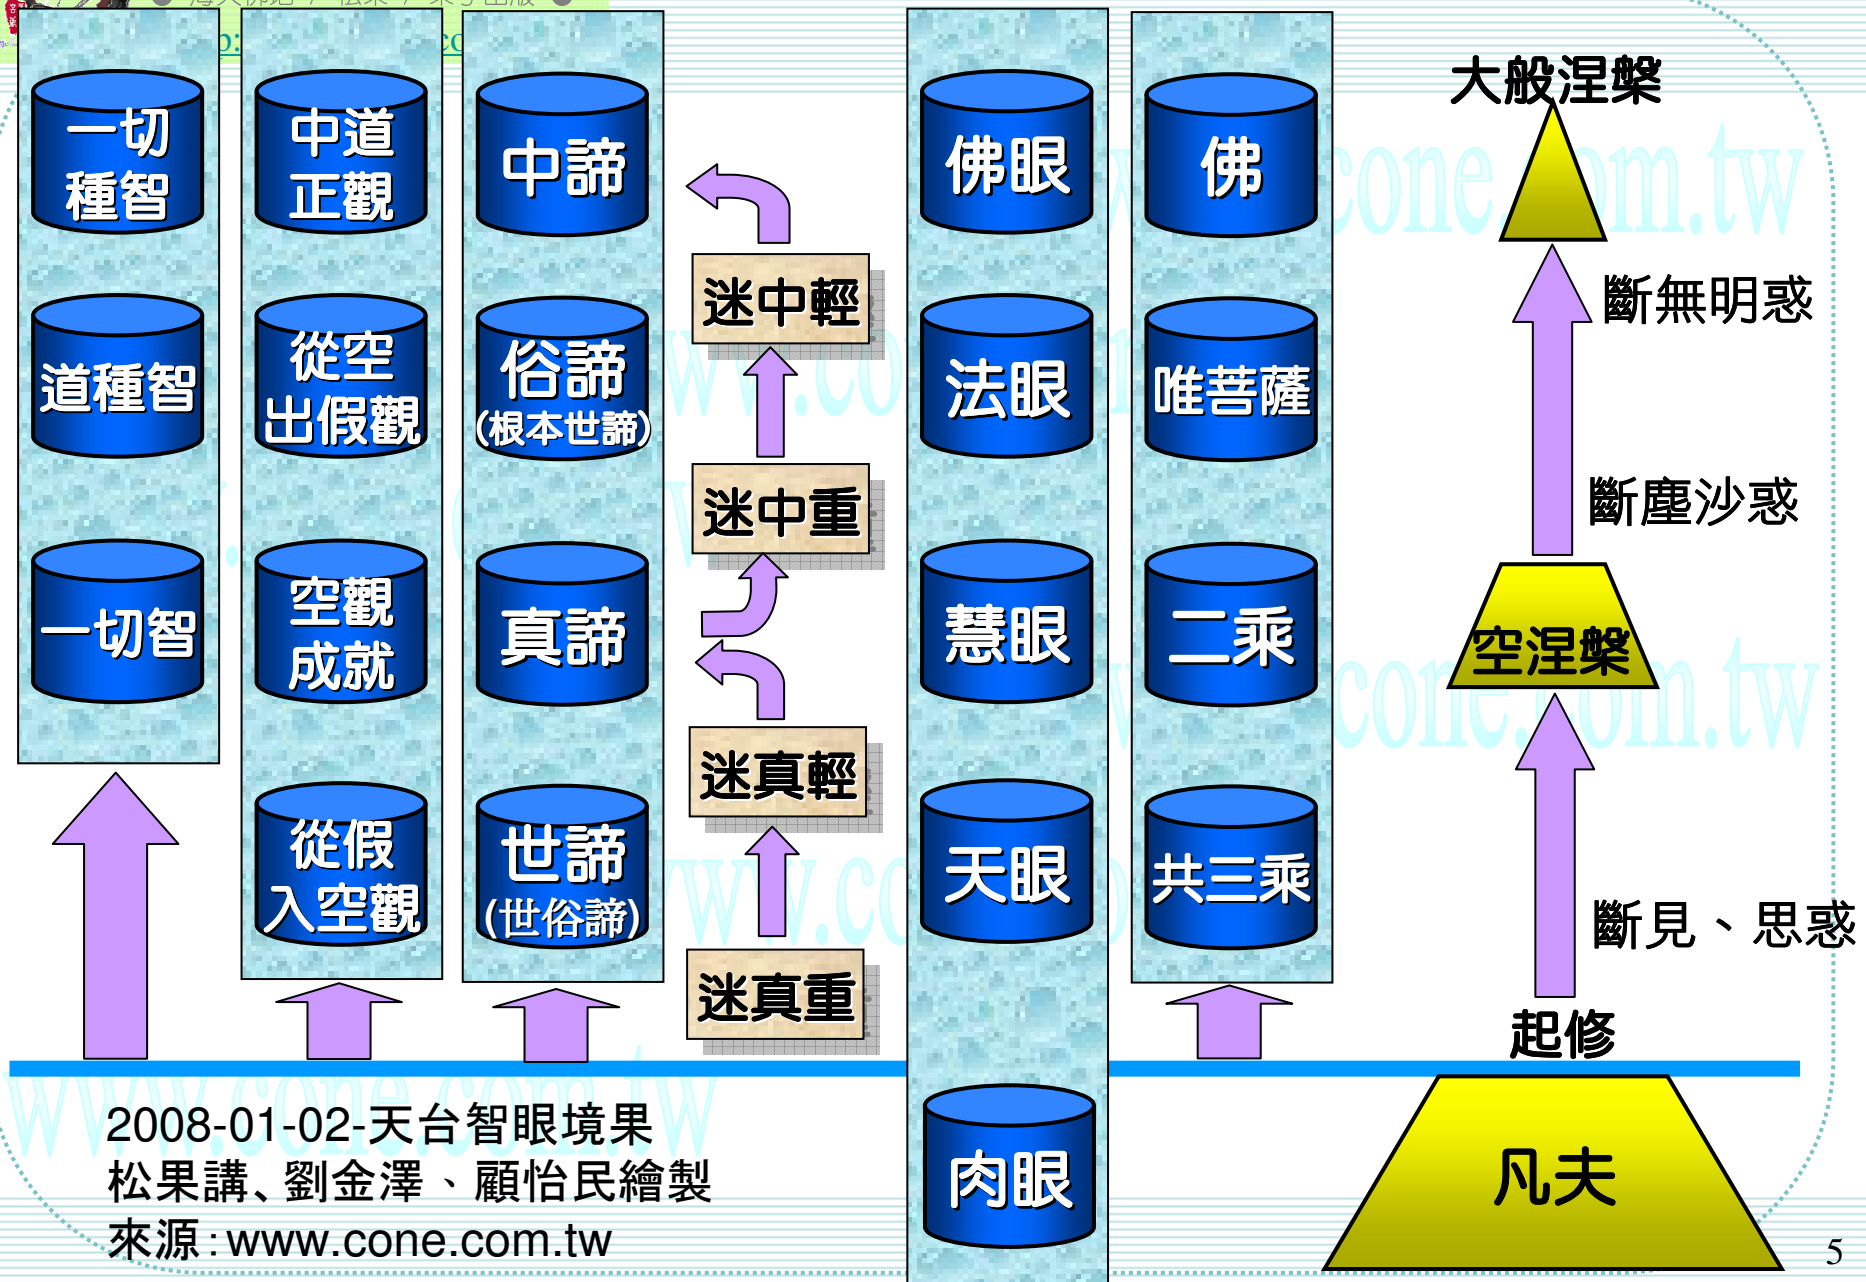 一切
種智
道種智
一切智
中道
正觀
從空
出假觀
空觀
成就
從假
入空觀
中諦
俗諦
(根本世諦)
真諦
世諦
(世俗諦)
迷中輕
迷中重
迷真輕
迷真重
佛眼
法眼
慧眼
天眼
肉眼
佛
唯菩薩
二乘
共三乘
大般涅槃
斷無明惑
斷塵沙惑
空涅槃
斷見、思惑
起修
凡夫
2008-01-02-天台智眼境果
松果講、劉金澤、顧怡民繪製
來源:www.cone.com.tw
5